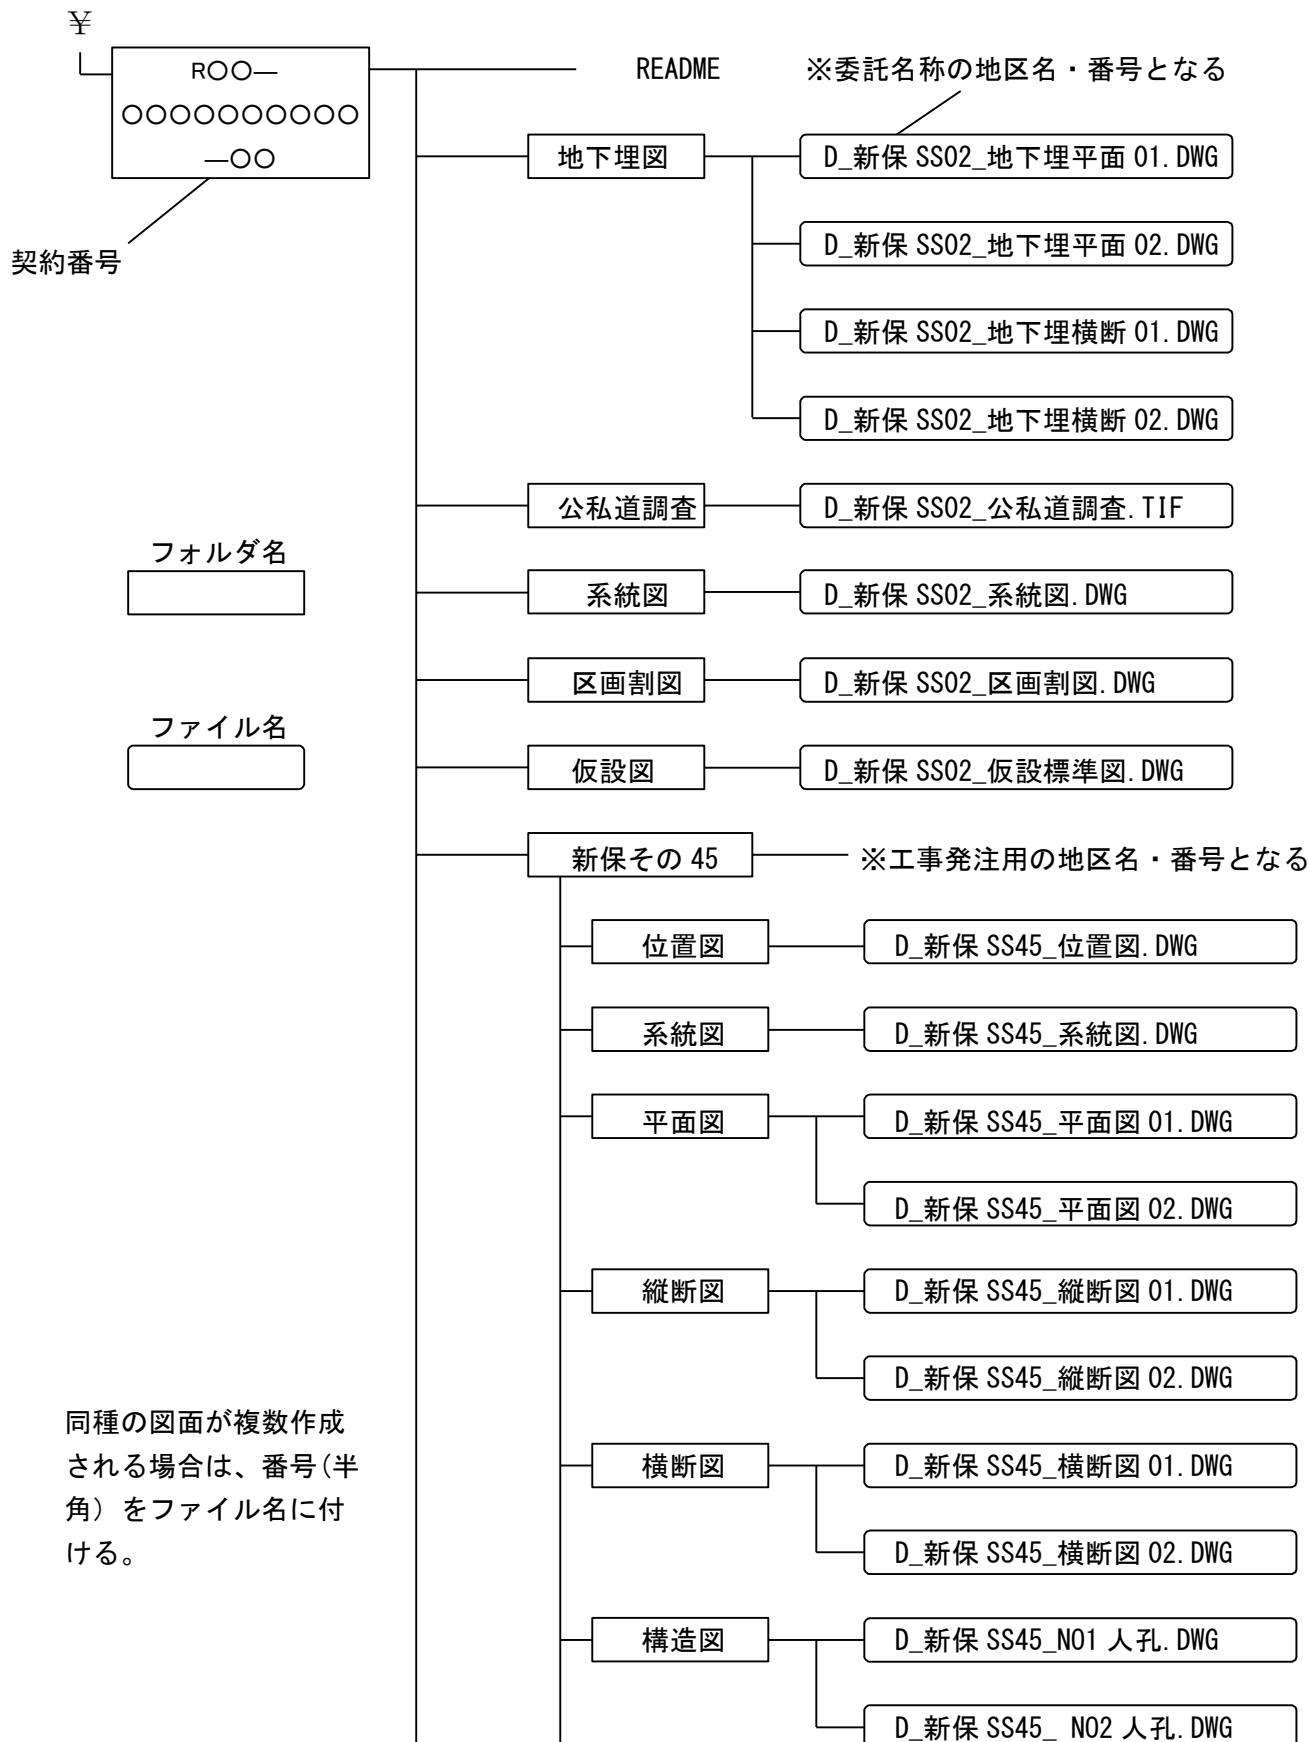 ¥
R〇〇―
〇〇〇〇〇〇〇〇〇〇
―〇〇
契約番号
README
※委託名称の地区名・番号となる
地下埋図
D_新保 SS02_地下埋平面 01.DWG
D_新保 SS02_地下埋平面 02.DWG
D_新保 SS02_地下埋横断 01.DWG
D_新保 SS02_地下埋横断 02.DWG
公私道調査
D_新保 SS02_公私道調査.TIF
フォルダ名
系統図
D_新保 SS02_系統図.DWG
区画割図
D_新保 SS02_区画割図.DWG
ファイル名
仮設図
D_新保 SS02_仮設標準図.DWG
新保その 45
※工事発注用の地区名・番号となる
位置図
D_新保 SS45_位置図.DWG
系統図
D_新保 SS45_系統図.DWG
平面図
D_新保 SS45_平面図 01.DWG
D_新保 SS45_平面図 02.DWG
縦断図
D_新保 SS45_縦断図 01.DWG
D_新保 SS45_縦断図 02.DWG
同種の図面が複数作成
される場合は、番号(半
角）をファイル名に付
ける。
横断図
D_新保 SS45_横断図 01.DWG
D_新保 SS45_横断図 02.DWG
構造図
D_新保 SS45_NO1 人孔.DWG
D_新保 SS45_ NO2 人孔.DWG